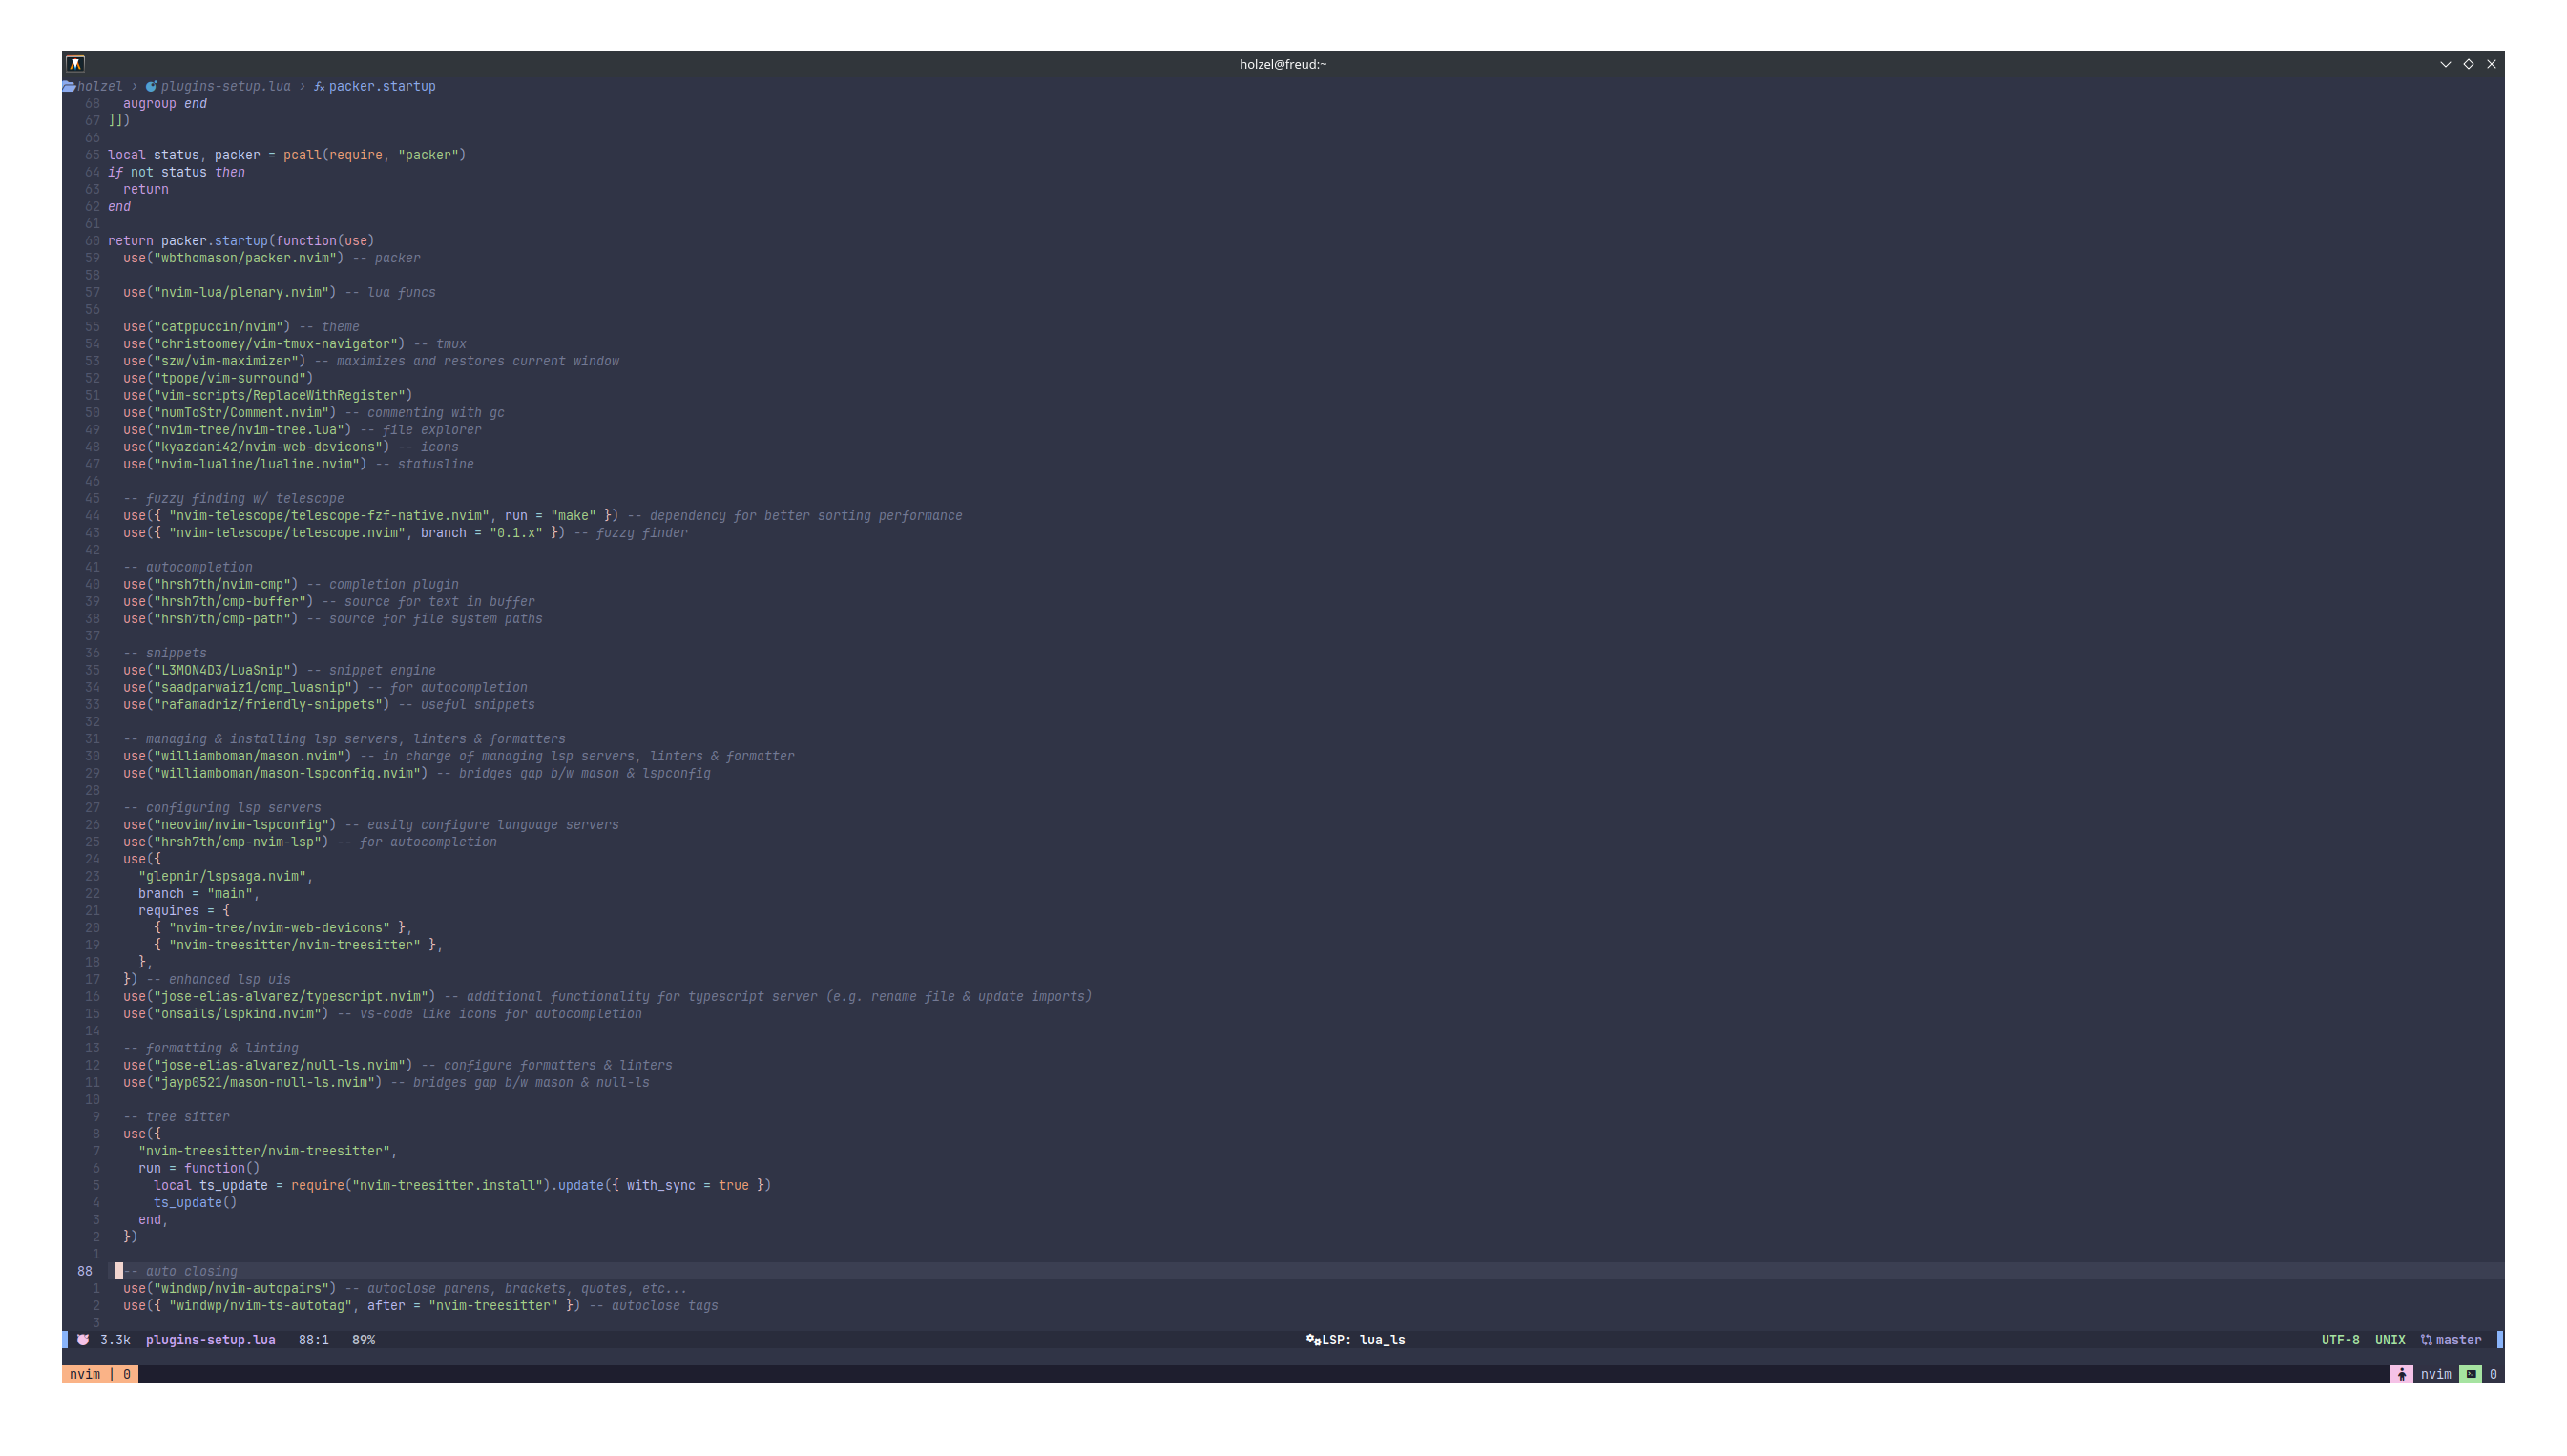 holzel@freud:~
holzel › plugins-setup.lua › packer.startup
68   augroup end
67 ]])
66
65 local status, packer = pcall(require, "packer")
64 if not status then
63   return
62 end
61
60 return packer.startup(function(use)
59   use("wbthomason/packer.nvim") -- packer
58
57   use("nvim-lua/plenary.nvim") -- lua funcs
56
55   use("catppuccin/nvim") -- theme
54   use("christoomey/vim-tmux-navigator") -- tmux
53   use("szw/vim-maximizer") -- maximizes and restores current window
52   use("tpope/vim-surround")
51   use("vim-scripts/ReplaceWithRegister")
50   use("numToStr/Comment.nvim") -- commenting with gc
49   use("nvim-tree/nvim-tree.lua") -- file explorer
48   use("kyazdani42/nvim-web-devicons") -- icons
47   use("nvim-lualine/lualine.nvim") -- statusline
46
45   -- fuzzy finding w/ telescope
44   use({ "nvim-telescope/telescope-fzf-native.nvim", run = "make" }) -- dependency for better sorting performance
43   use({ "nvim-telescope/telescope.nvim", branch = "0.1.x" }) -- fuzzy finder
42
41   -- autocompletion
40   use("hrsh7th/nvim-cmp") -- completion plugin
39   use("hrsh7th/cmp-buffer") -- source for text in buffer
38   use("hrsh7th/cmp-path") -- source for file system paths
37
36   -- snippets
35   use("L3MON4D3/LuaSnip") -- snippet engine
34   use("saadparwaiz1/cmp_luasnip") -- for autocompletion
33   use("rafamadriz/friendly-snippets") -- useful snippets
32
31   -- managing & installing lsp servers, linters & formatters
30   use("williamboman/mason.nvim") -- in charge of managing lsp servers, linters & formatter
29   use("williamboman/mason-lspconfig.nvim") -- bridges gap b/w mason & lspconfig
28
27   -- configuring lsp servers
26   use("neovim/nvim-lspconfig") -- easily configure language servers
25   use("hrsh7th/cmp-nvim-lsp") -- for autocompletion
24   use({
23     "glepnir/lspsaga.nvim",
22     branch = "main",
21     requires = {
20       { "nvim-tree/nvim-web-devicons" },
19       { "nvim-treesitter/nvim-treesitter" },
18     },
17   }) -- enhanced lsp uis
16   use("jose-elias-alvarez/typescript.nvim") -- additional functionality for typescript server (e.g. rename file & update imports)
15   use("onsails/lspkind.nvim") -- vs-code like icons for autocompletion
14
13   -- formatting & linting
12   use("jose-elias-alvarez/null-ls.nvim") -- configure formatters & linters
11   use("jayp0521/mason-null-ls.nvim") -- bridges gap b/w mason & null-ls
10
9   -- tree sitter
8   use({
7     "nvim-treesitter/nvim-treesitter",
6     run = function()
5       local ts_update = require("nvim-treesitter.install").update({ with_sync = true })
4       ts_update()
3     end,
2   })
1
88   -- auto closing
1   use("windwp/nvim-autopairs") -- autoclose parens, brackets, quotes, etc...
2   use({ "windwp/nvim-ts-autotag", after = "nvim-treesitter" }) -- autoclose tags
3
3.3k plugins-setup.lua 88:1 89% LSP: lua_ls UTF-8 UNIX master
nvim | 0 nvim 0